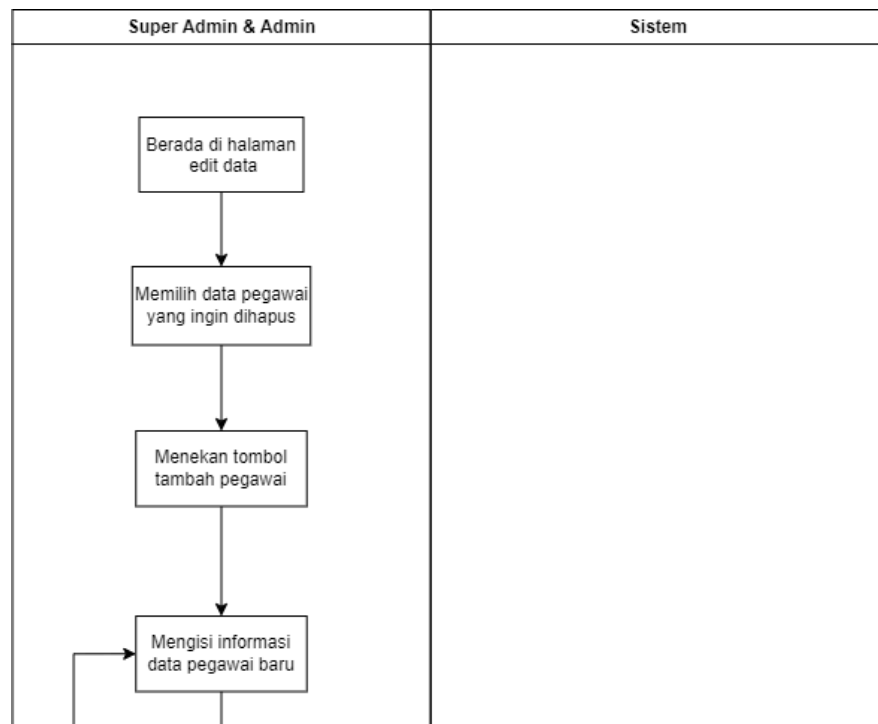 Super Admin & Admin
Sistem
Berada di halaman
edit data
Memilih data pegawai
yang ingin dihapus
Menekan tombol
tambah pegawai
Mengisi informasi
data pegawai baru